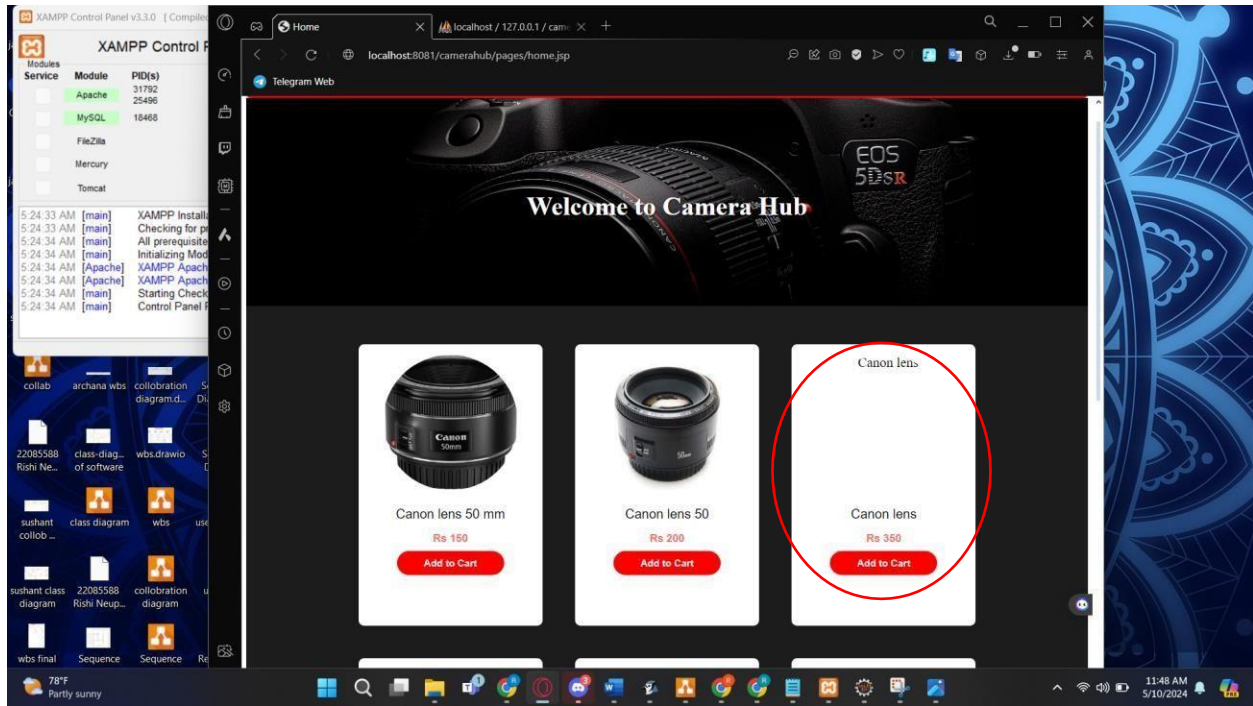 XAMPP Control Panel v3.3.0 [ Compiled
XAMPP Control P
Modules
Service Module PID(s)
Apache 31792
25496
MySQL 18468
FileZilla
Mercury
Tomcat
5:24:33 AM [main] XAMPP Installa
5:24:33 AM [main] Checking for pr
5:24:34 AM [main] All prerequisite
5:24:34 AM [main] Initializing Mod
5:24:34 AM [Apache] XAMPP Apach
5:24:34 AM [Apache] XAMPP Apach
5:24:34 AM [main] Starting Check
5:24:34 AM [main] Control Panel R
collab
archana wbs
collobration
diagram.d...
22085588
Rishi Ne...
class-diag...
of software
wbs.drawio
sushant
collob ...
class diagram
wbs
use
sushant class
diagram
22085588
Rishi Neup...
collobration
diagram
wbs final
Sequence
Sequence
Re
Home
localhost / 127.0.0.1 / came
localhost:8081/camerahub/pages/home.jsp
Telegram Web
EOS
5DSR
Welcome to Camera Hub
Canon
50mm
Canon lens 50 mm
Rs 150
Add to Cart
Canon lens 50
Rs 200
Add to Cart
Canon lens
Canon lens
Rs 350
Add to Cart
78°F
Partly sunny
11:48 AM
5/10/2024